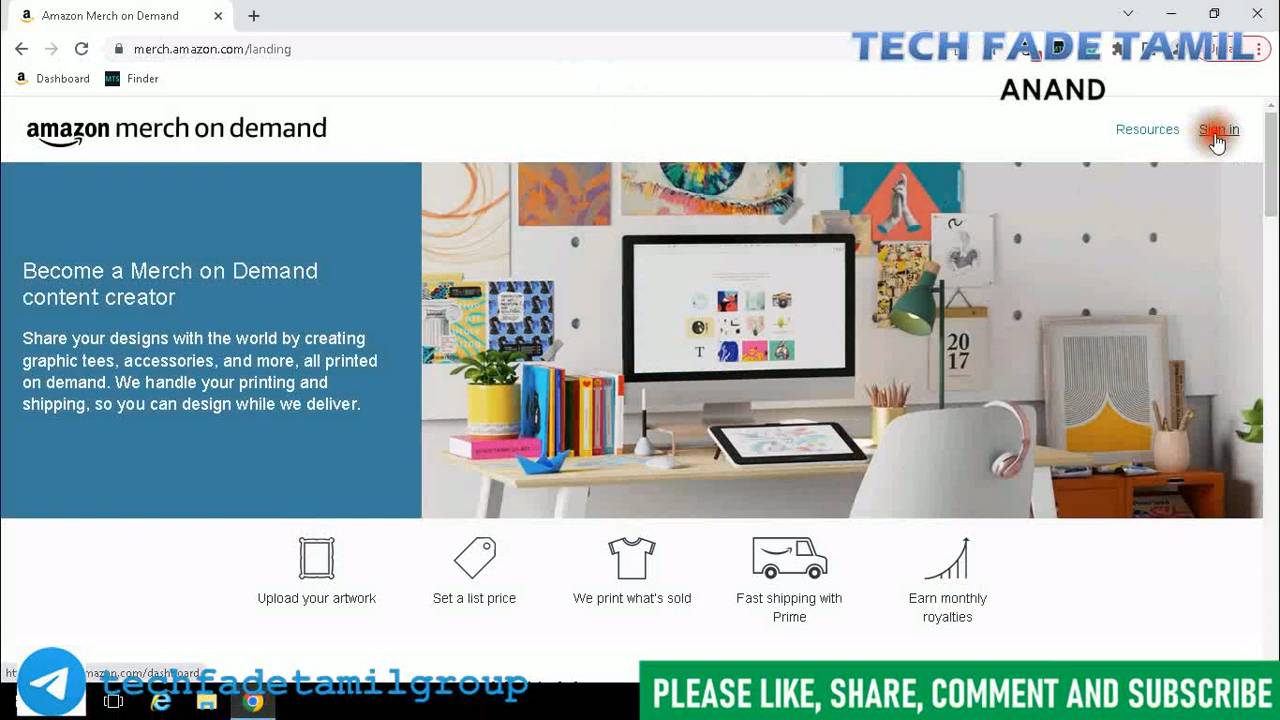 Amazon Merch on Demand
TECH FADE TAMIL
merch.amazon.com/landing
Dashboard
Finder
ANAND
amazon merch on demand
Resources
Sign in
Become a Merch on Demand
content creator
Share your designs with the world by creating
graphic tees, accessories, and more, all printed
on demand. We handle your printing and
shipping, so you can design while we deliver.
2017
T
Upload your artwork
Set a list price
We print what's sold
Fast shipping with
Prime
Earn monthly
royalties
amazon.com/dashboard
techfadetamilgroup
PLEASE LIKE, SHARE, COMMENT AND SUBSCRIBE